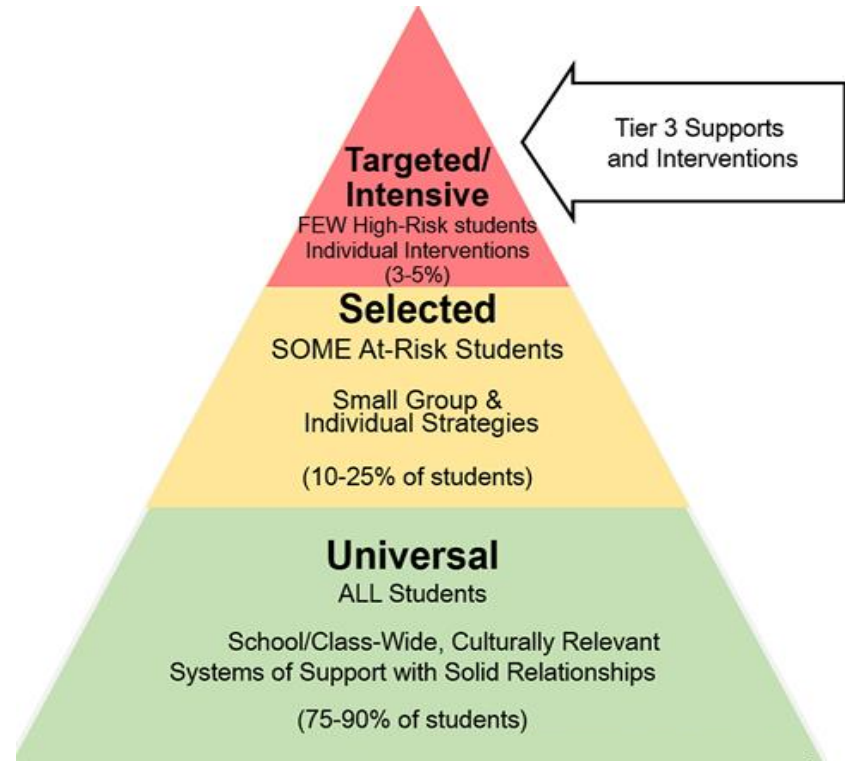 Targeted/
Intensive
FEW High-Risk students
Individual Interventions
(3-5%)
Tier 3 Supports
and Interventions
Selected
SOME At-Risk Students
Small Group &
Individual Strategies
(10-25% of students)
Universal
ALL Students
School/Class-Wide, Culturally Relevant
Systems of Support with Solid Relationships
(75-90% of students)